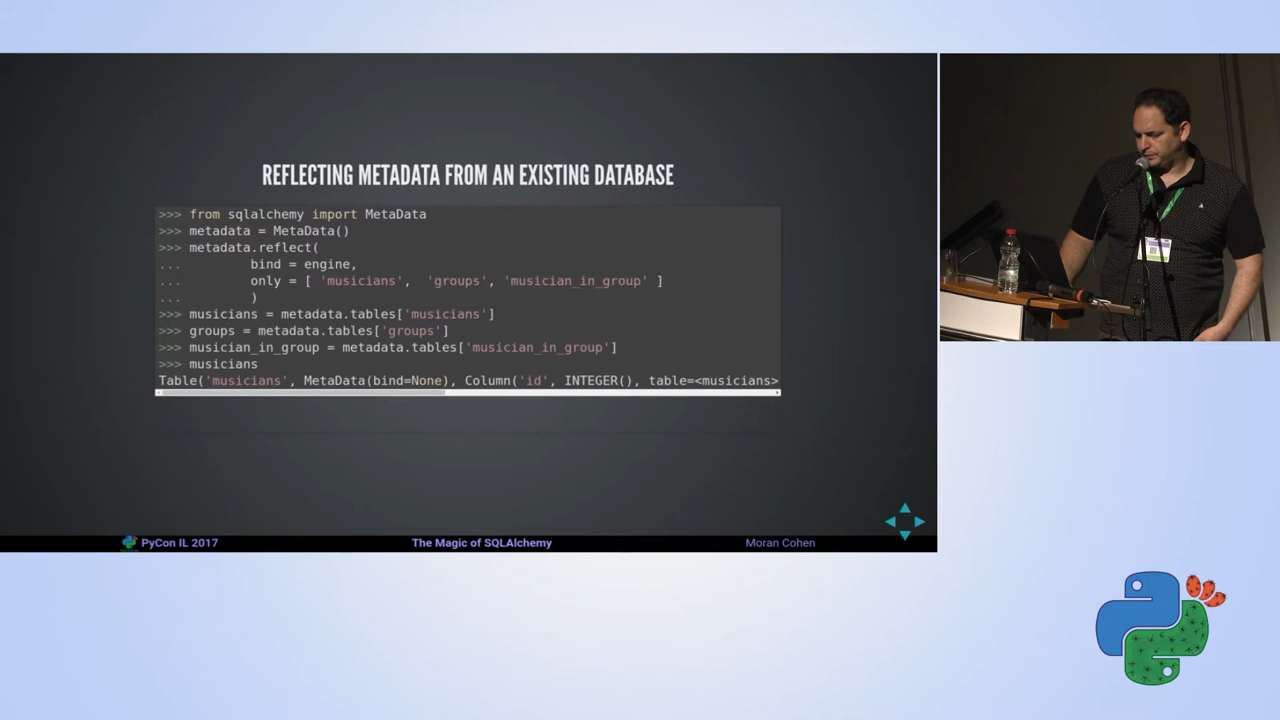 REFLECTING METADATA FROM AN EXISTING DATABASE
>>> from sqlalchemy import MetaData
>>> metadata = MetaData()
>>> metadata.reflect(
...         bind = engine,
...         only = [ 'musicians',  'groups', 'musician_in_group' ]
...         )
>>> musicians = metadata.tables['musicians']
>>> groups = metadata.tables['groups']
>>> musician_in_group = metadata.tables['musician_in_group']
>>> musicians
Table('musicians', MetaData(bind=None), Column('id', INTEGER(), table=<musicians>
PyCon IL 2017
The Magic of SQLAlchemy
Moran Cohen